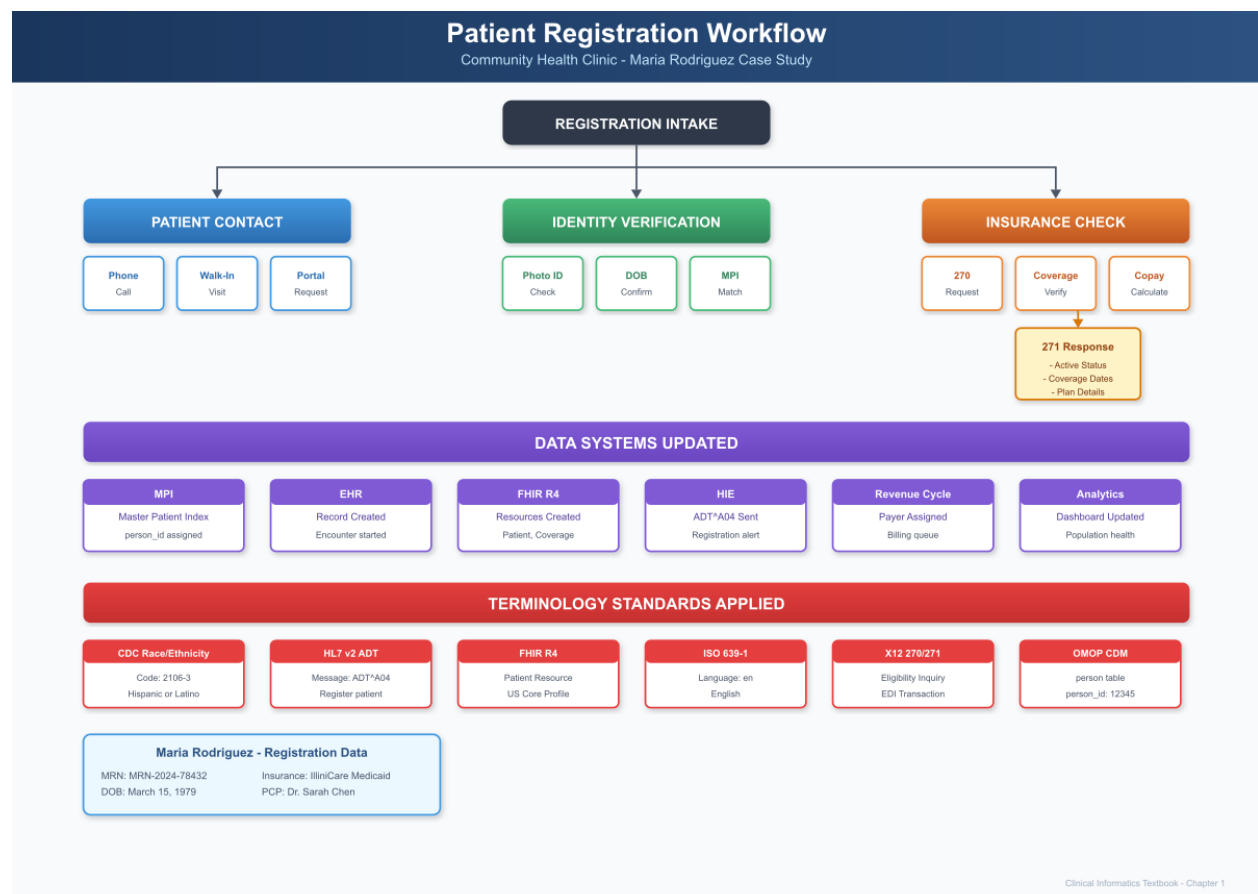 Patient Registration Workflow
Community Health Clinic - Maria Rodriguez Case Study
REGISTRATION INTAKE
PATIENT CONTACT
Phone
Call
Walk-In
Visit
Portal
Request
IDENTITY VERIFICATION
Photo ID
Check
DOB
Confirm
MPI
Match
INSURANCE CHECK
270
Request
Coverage
Verify
Copay
Calculate
271 Response
- Active Status
- Coverage Dates
- Plan Details
DATA SYSTEMS UPDATED
MPI
Master Patient Index
person_id assigned
EHR
Record Created
Encounter started
FHIR R4
Resources Created
Patient, Coverage
HIE
ADT^A04 Sent
Registration alert
Revenue Cycle
Payer Assigned
Billing queue
Analytics
Dashboard Updated
Population health
TERMINOLOGY STANDARDS APPLIED
CDC Race/Ethnicity
Code: 2106-3
Hispanic or Latino
HL7 v2 ADT
Message: ADT^A04
Register patient
FHIR R4
Patient Resource
US Core Profile
ISO 639-1
Language: en
English
X12 270/271
Eligibility Inquiry
EDI Transaction
OMOP CDM
person table
person_id: 12345
Maria Rodriguez - Registration Data
MRN: MRN-2024-78432
Insurance: IlliniCare Medicaid
DOB: March 15, 1979
PCP: Dr. Sarah Chen
Clinical Informatics Textbook - Chapter 1